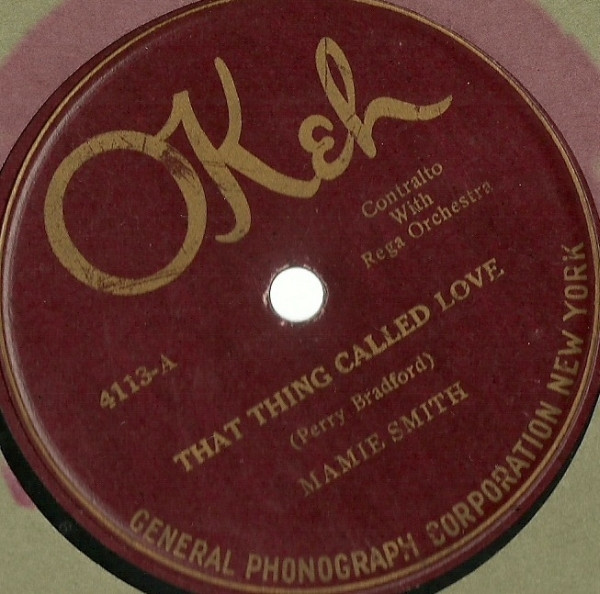 OKeh
Contralto
With
Rega Orchestra
4113-A
THAT THING CALLED LOVE
(Perry Bradford)
MAMIE SMITH
GENERAL PHONOGRAPH CORPORATION NEW YORK